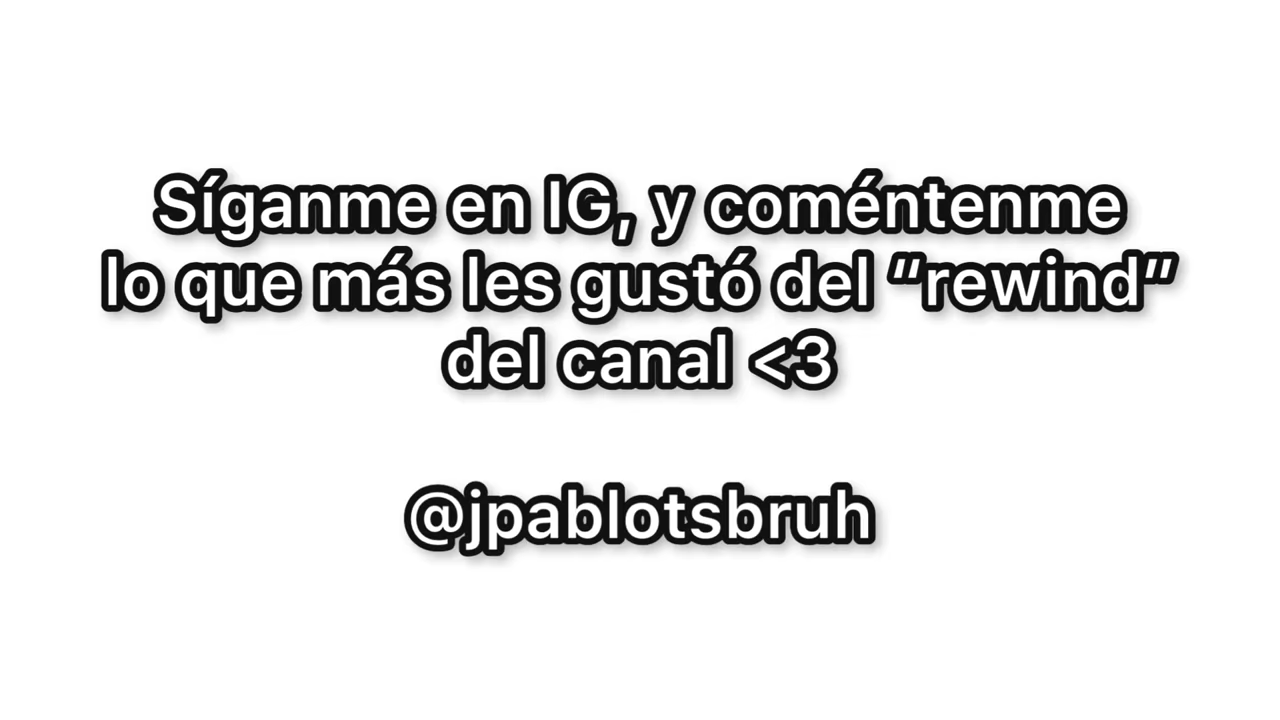 Síganme en IG, y coméntenme
lo que más les gustó del “rewind”
del canal <3
@jpablotsbruh